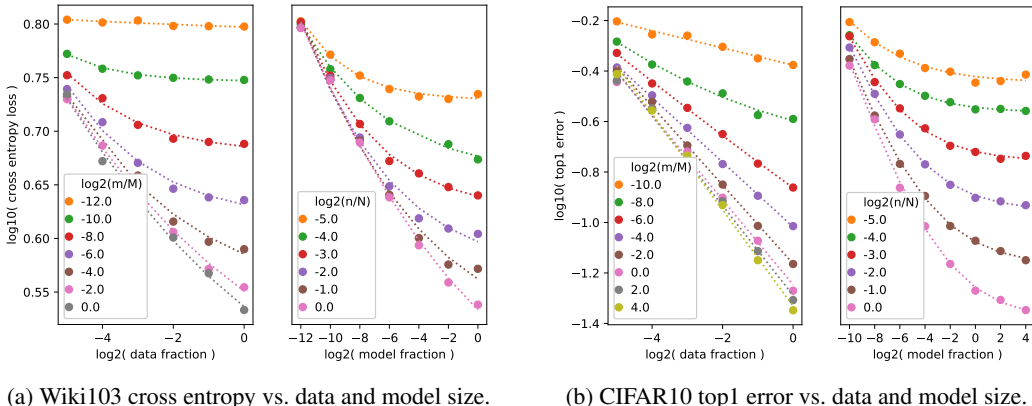 (a)
(b)
0.80
0.75
0.70
0.65
0.60
0.55
log10( cross entropy loss )
log2(m/M)
-12.0
-10.0
-8.0
-6.0
-4.0
-2.0
0.0
−4 −2 0
log2( data fraction )
log2(n/N)
-5.0
-4.0
-3.0
-2.0
-1.0
0.0
−12 −10 −8 −6 −4 −2 0
log2( model fraction )
−0.2
−0.4
−0.6
−0.8
−1.0
−1.2
−1.4
log10( top1 error )
log2(m/M)
-10.0
-8.0
-6.0
-4.0
-2.0
0.0
2.0
4.0
−4 −2 0
log2( data fraction )
log2(n/N)
-5.0
-4.0
-3.0
-2.0
-1.0
0.0
−10 −8 −6 −4 −2 0 2 4
log2( model fraction )
(a) Wiki103 cross entropy vs. data and model size.
(b) CIFAR10 top1 error vs. data and model size.